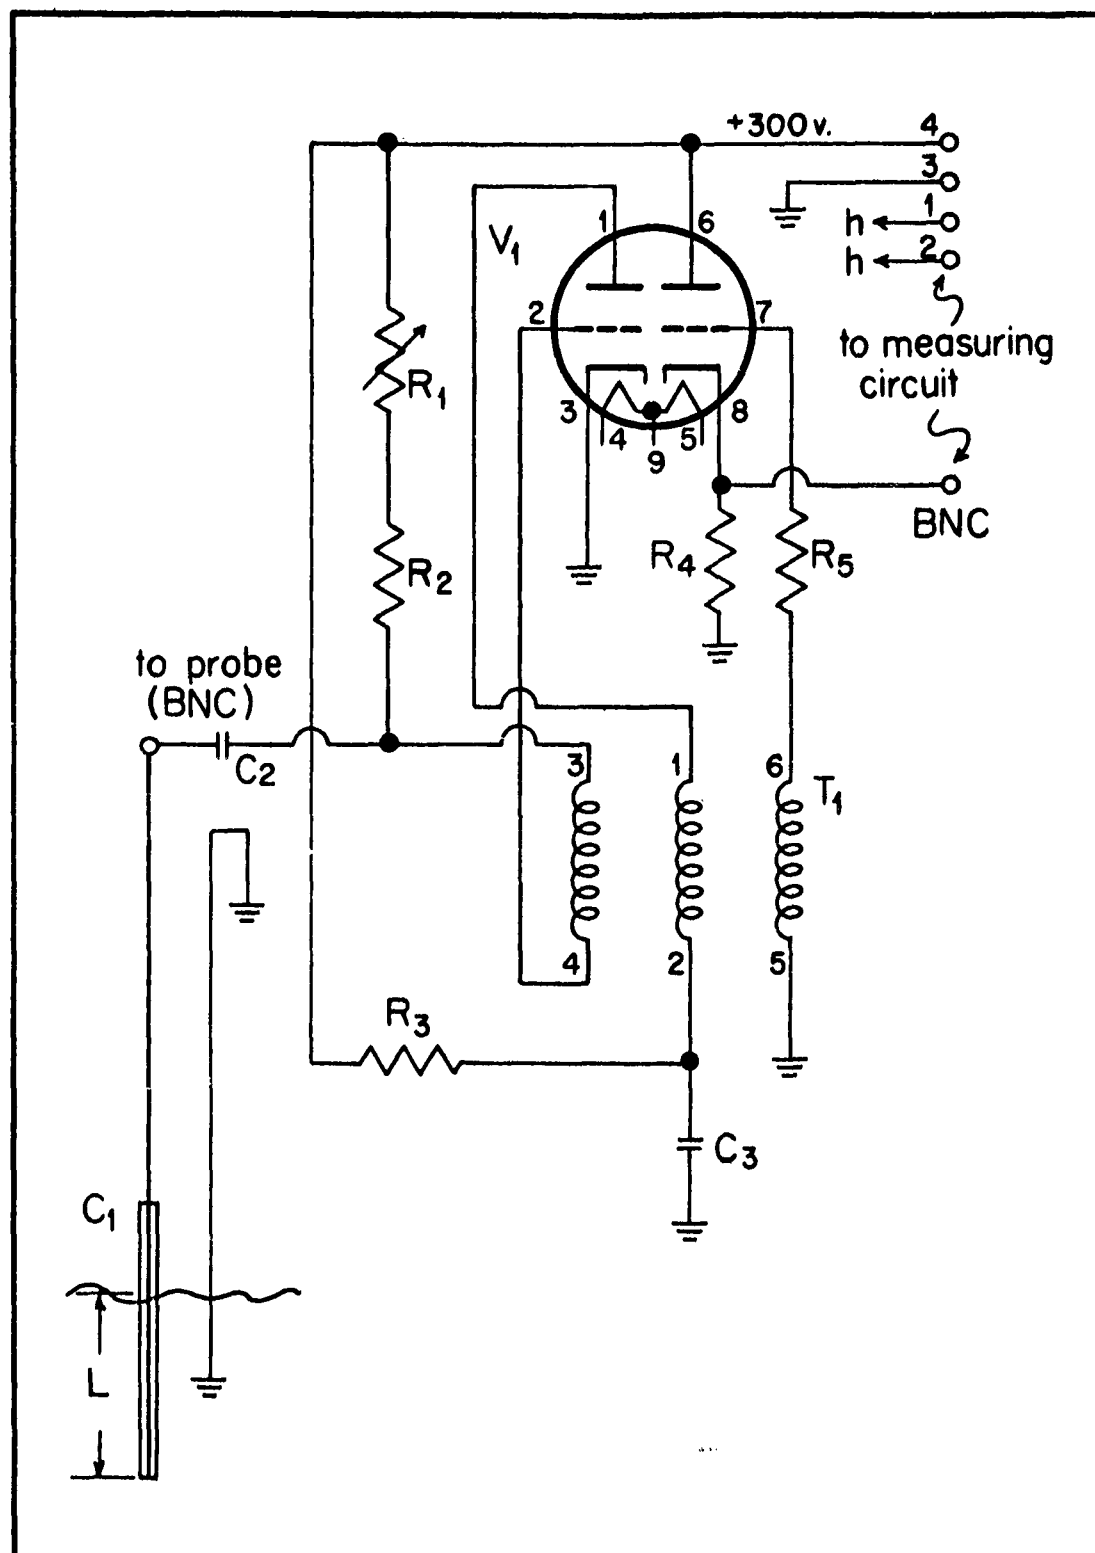 +300 v.
4
3
1
h
2
h
to measuring
circuit
BNC
V1
1
6
2
7
3
4
9
5
8
R1
R2
R4
R5
to probe
(BNC)
C2
3
1
6
T1
4
2
5
R3
C3
C1
L